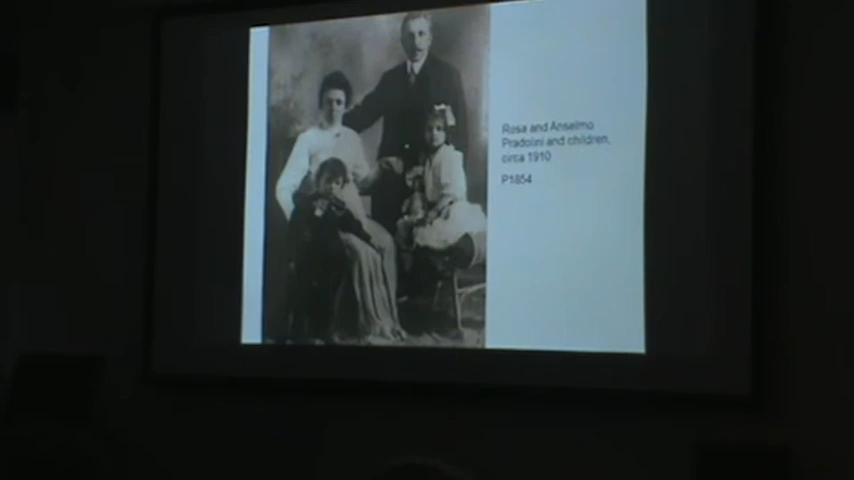 Rosa and Anselmo
Pradolini and children,
circa 1910
P1854